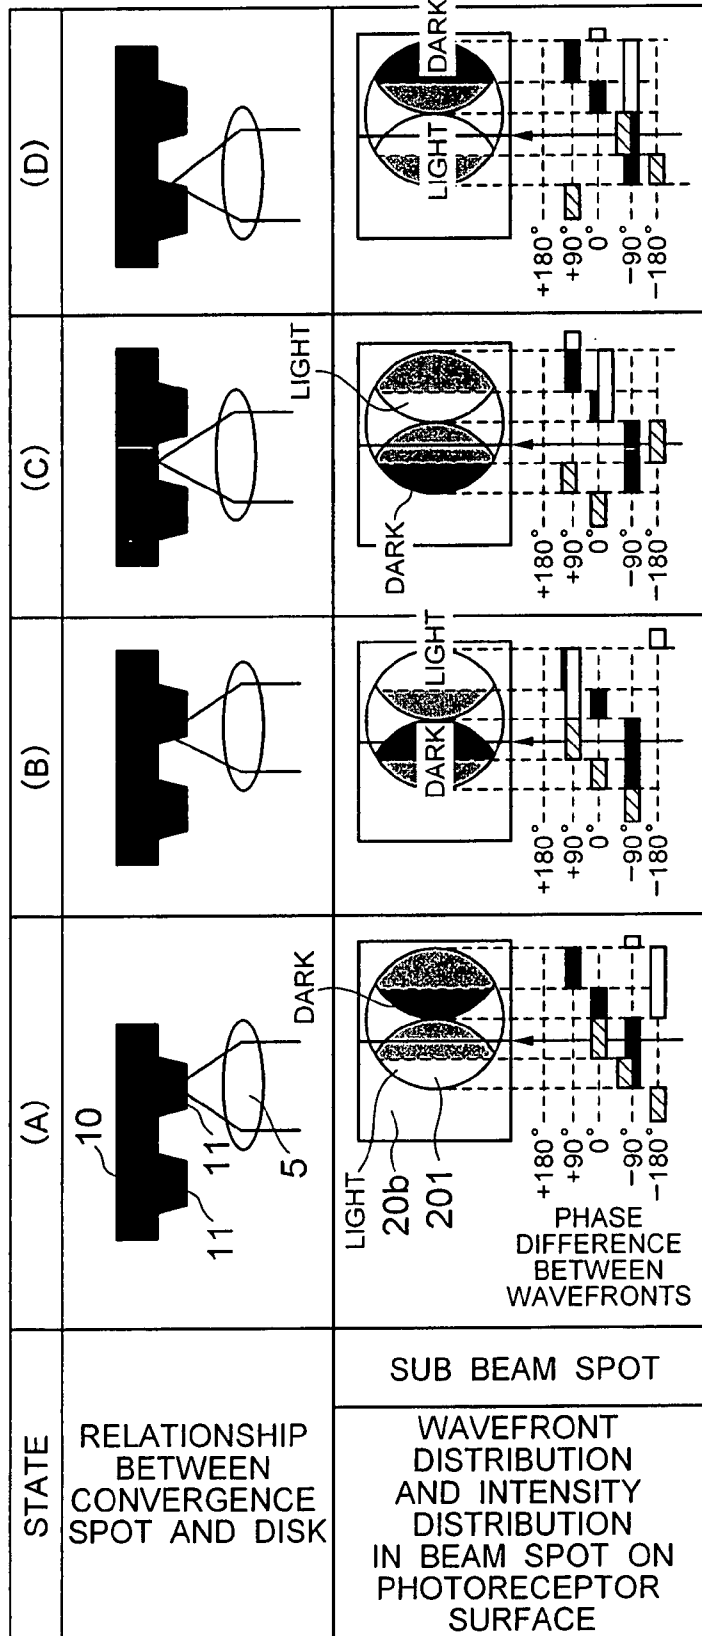 STATE
(A)
(B)
(C)
(D)
RELATIONSHIP
BETWEEN
CONVERGENCE
SPOT AND DISK
10
11
11
5
WAVEFRONT
DISTRIBUTION
AND INTENSITY
DISTRIBUTION
IN BEAM SPOT ON
PHOTORECEPTOR
SURFACE
SUB BEAM SPOT
LIGHT
20b
201
DARK
PHASE
DIFFERENCE
BETWEEN
WAVEFRONTS
+180°
+90°
0°
-90°
-180°
DARK
LIGHT
+180°
+90°
0°
-90°
-180°
DARK
LIGHT
+180°
+90°
0°
-90°
-180°
LIGHT
DARK
+180°
+90°
0°
-90°
-180°